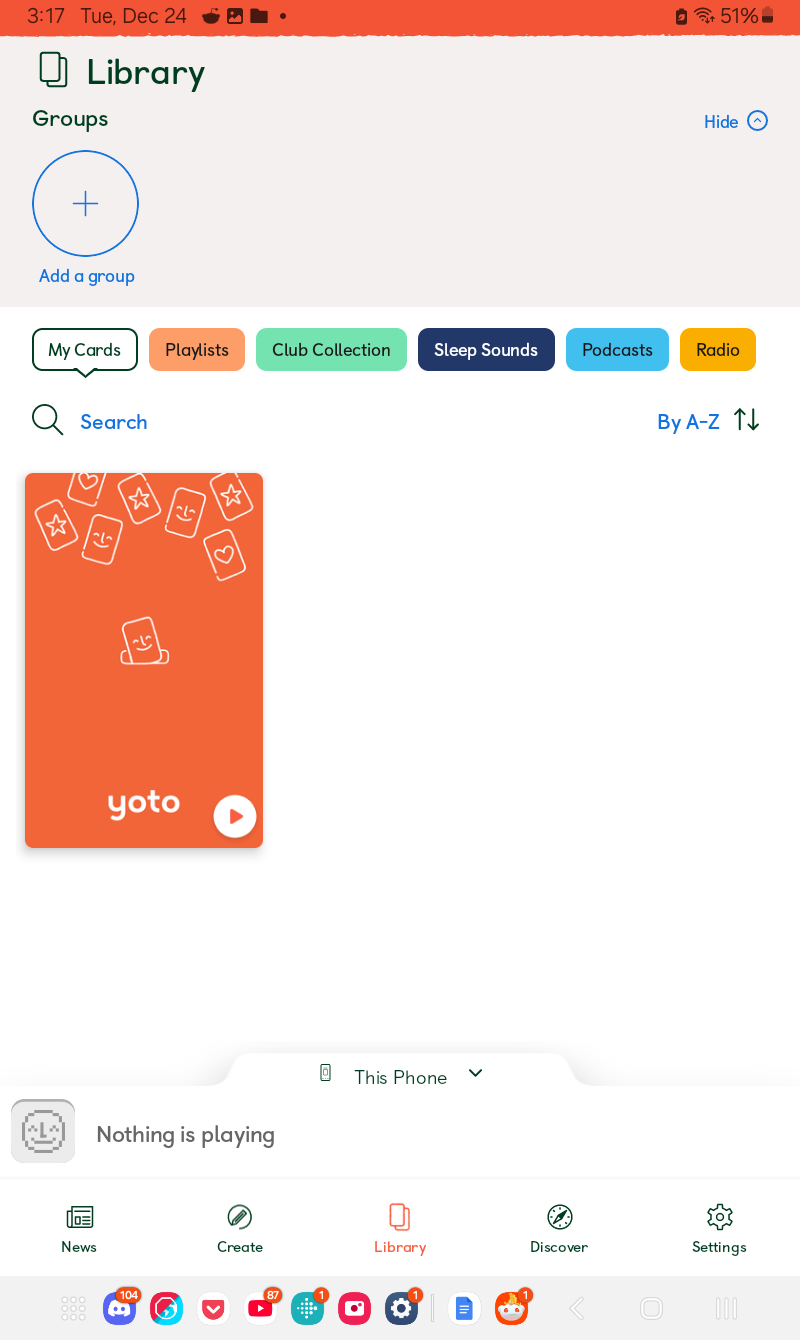 3:17 Tue, Dec 24 51%
Library
Groups
Hide
Add a group
My Cards Playlists Club Collection Sleep Sounds Podcasts Radio
Search By A-Z
yoto
This Phone
Nothing is playing
News Create Library Discover Settings
104 87 1 1 1